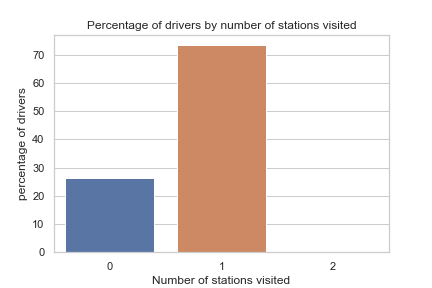 Percentage of drivers by number of stations visited
percentage of drivers
70
60
50
40
30
20
10
0
0 1 2
Number of stations visited